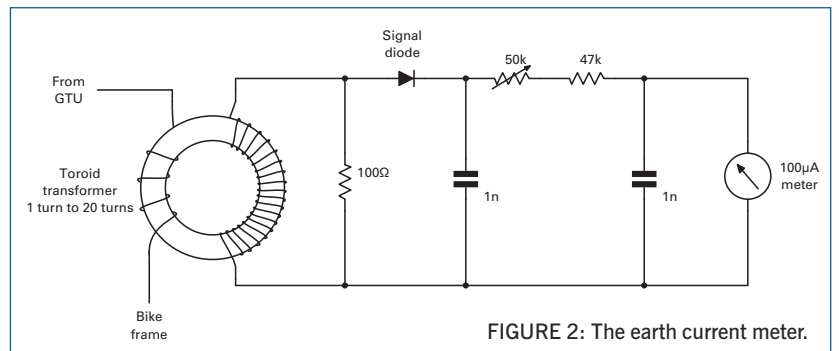 Signal
diode
50k
47k
From
GTU
Toroid
transformer
1 turn to 20 turns
100Ω
1n
1n
100µA
meter
Bike
frame
FIGURE 2: The earth current meter.